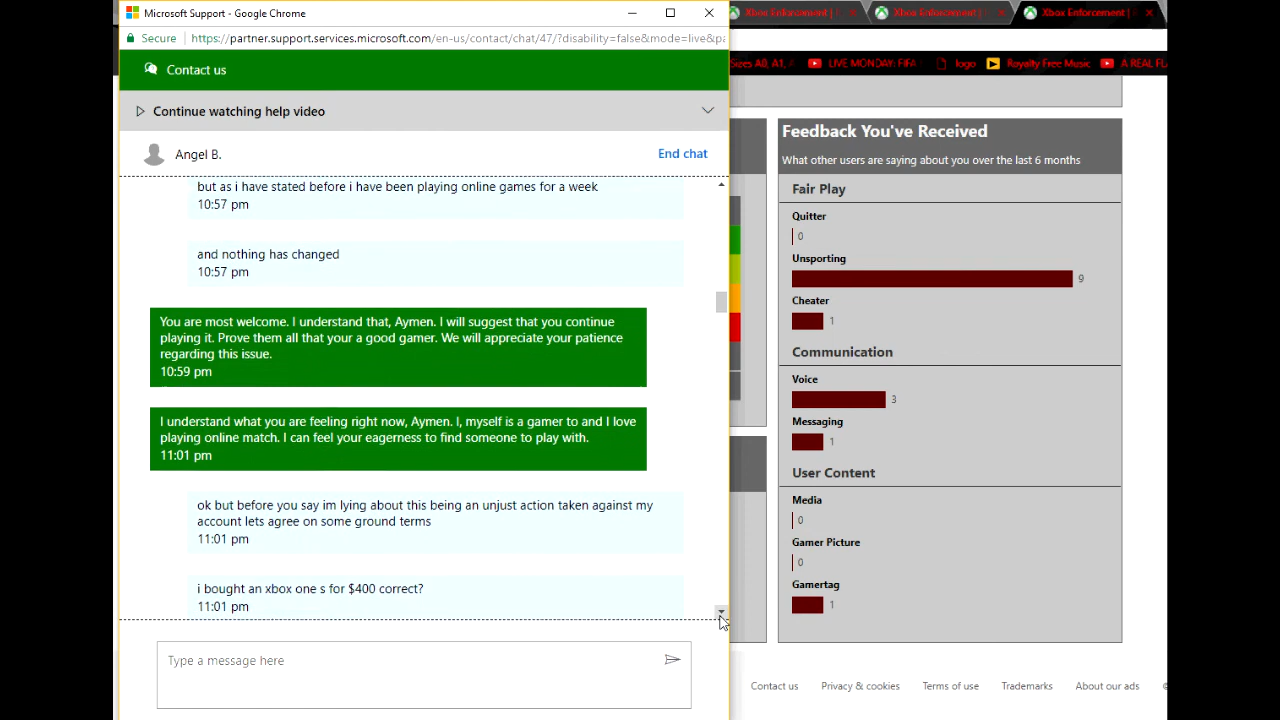 Microsoft Support - Google Chrome
Secure
https://partner.support.services.microsoft.com/en-us/contact/chat/47/?disability=false&mode=live&pa
Contact us
Continue watching help video
Angel B.
End chat
but as i have stated before i have been playing online games for a week
10:57 pm
and nothing has changed
10:57 pm
You are most welcome. I understand that, Aymen. I will suggest that you continue
playing it. Prove them all that your a good gamer. We will appreciate your patience
regarding this issue.
10:59 pm
I understand what you are feeling right now, Aymen. I, myself is a gamer to and I love
playing online match. I can feel your eagerness to find someone to play with.
11:01 pm
ok but before you say im lying about this being an unjust action taken against my
account lets agree on some ground terms
11:01 pm
i bought an xbox one s for $400 correct?
11:01 pm
Type a message here
Xbox Enforcement |
Xbox Enforcement |
Xbox Enforcement |
Sizes A0, A1,
LIVE MONDAY: FIFA
logo
Royalty Free Music
A REAL
Feedback You've Received
What other users are saying about you over the last 6 months
Fair Play
Quitter
0
Unsporting
9
Cheater
1
Communication
Voice
3
Messaging
1
User Content
Media
0
Gamer Picture
0
Gamertag
1
Contact us
Privacy & cookies
Terms of use
Trademarks
About our ads